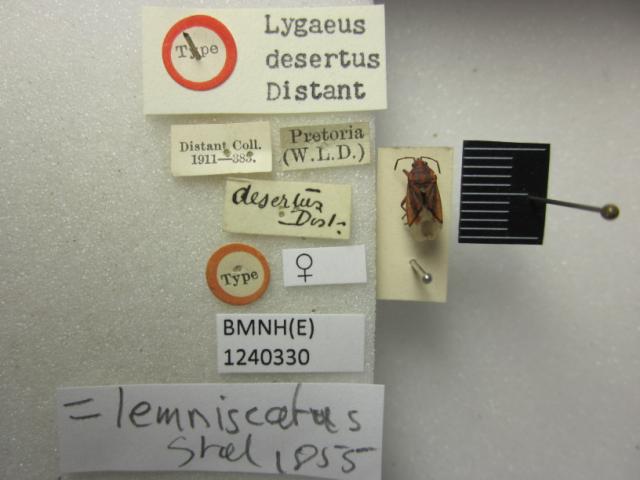 Type
Lygaeus
desertus
Distant
Distant Coll.
1911—383.
Pretoria
(W.L.D.)
desertus
Dist.
Type
♀
BMNH(E)
1240330
= lemniscatus
Stal 1855